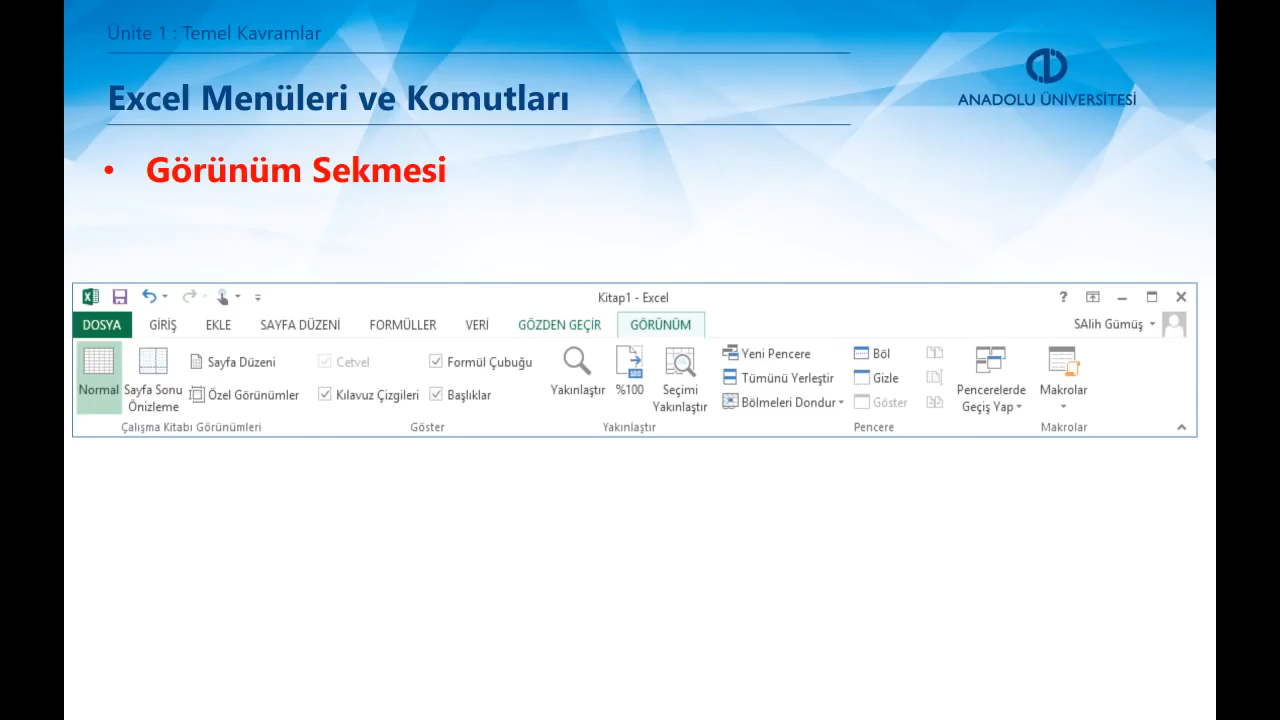 Ünite 1 : Temel Kavramlar
Excel Menüleri ve Komutları
ANADOLU ÜNİVERSİTESİ
• Görünüm Sekmesi
Kitap1 - Excel
DOSYA GİRİŞ EKLE SAYFA DÜZENİ FORMÜLLER VERİ GÖZDEN GEÇİR GÖRÜNÜM SAlih Gümüş
Normal
Sayfa Sonu
Önizleme
Sayfa Düzeni
Özel Görünümler
Çalışma Kitabı Görünümleri
Cetvel
Formül Çubuğu
Kılavuz Çizgileri
Başlıklar
Göster
Yakınlaştır
%100
Seçimi
Yakınlaştır
Yakınlaştır
Yeni Pencere
Tümünü Yerleştir
Bölmeleri Dondur
Böl
Gizle
Göster
Pencerelerde
Geçiş Yap
Pencere
Makrolar
Makrolar